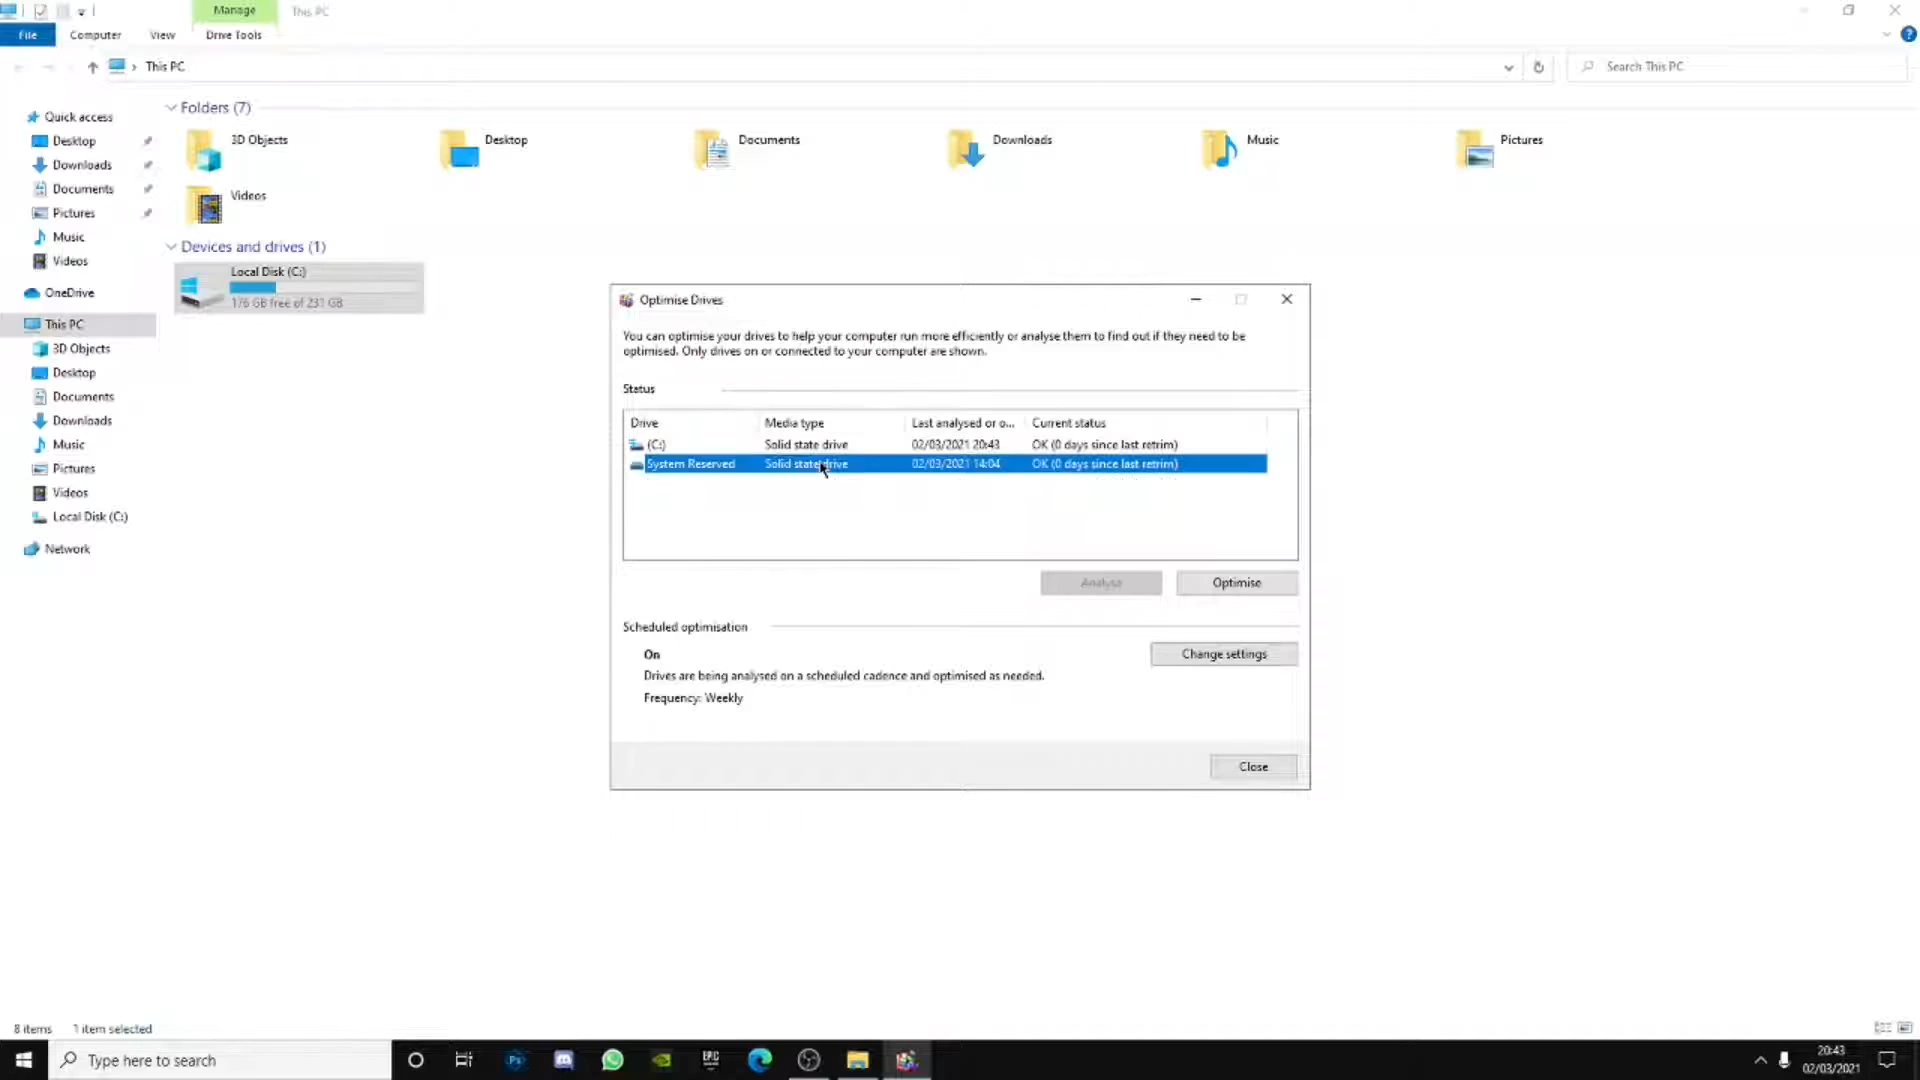 Manage
This PC
File
Computer
View
Drive Tools
This PC
Search This PC
Quick access
Desktop
Downloads
Documents
Pictures
Music
Videos
OneDrive
This PC
3D Objects
Desktop
Documents
Downloads
Music
Pictures
Videos
Local Disk (C:)
Network
Folders (7)
3D Objects
Desktop
Documents
Downloads
Music
Pictures
Videos
Devices and drives (1)
Local Disk (C:)
176 GB free of 231 GB
Optimise Drives
You can optimise your drives to help your computer run more efficiently or analyse them to find out if they need to be
optimised. Only drives on or connected to your computer are shown.
Status
Drive Media type Last analysed or o... Current status
(C:) Solid state drive 02/03/2021 20:43 OK (0 days since last retrim)
System Reserved Solid state drive 02/03/2021 14:04 OK (0 days since last retrim)
Analyse
Optimise
Scheduled optimisation
On
Change settings
Drives are being analysed on a scheduled cadence and optimised as needed.
Frequency: Weekly
Close
8 items 1 item selected
Type here to search
Ps
EPIC
20:43
02/03/2021